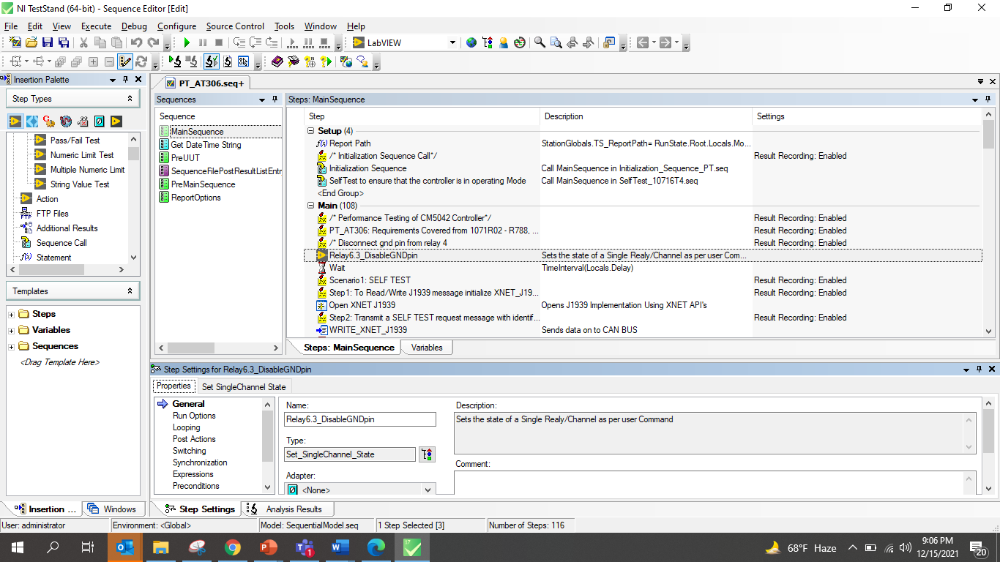 NI TestStand (64-bit) - Sequence Editor [Edit]
File Edit View Execute Debug Configure Source Control Tools Window Help
LabVIEW
Insertion Palette
Step Types
Pass/Fail Test
Numeric Limit Test
Multiple Numeric Limit
String Value Test
Action
FTP Files
Additional Results
Sequence Call
Statement
Templates
Steps
Variables
Sequences
<Drag Template Here>
Insertion ... Windows
PT_AT306.seq+
Sequences
Sequence
MainSequence
Get DateTime String
PreUUT
SequenceFilePostResultListEntr
PreMainSequence
ReportOptions
Steps: MainSequence
Step Description Settings
Setup (4)
f(x) Report Path StationGlobals.TS_ReportPath= RunState.Root.Locals.Mo...
/* Initialization Sequence Call*/ Result Recording: Enabled
Initialization Sequence Call MainSequence in Initialization_Sequence_PT.seq
SelfTest to ensure that the controller is in operating Mode Call MainSequence in SelfTest_10716T4.seq
<End Group>
Main (108)
/* Performance Testing of CM5042 Controller*/ Result Recording: Enabled
PT_AT306: Requirements Covered from 1071R02 - R788, ... Result Recording: Enabled
/* Disconnect gnd pin from relay 4 Result Recording: Enabled
Relay6.3_DisableGNDpin Sets the state of a Single Realy/Channel as per user Com...
Wait TimeInterval(Locals.Delay)
Scenario1: SELF TEST Result Recording: Enabled
Step1: To Read/Write J1939 message initialize XNET_J19... Result Recording: Enabled
Open XNET J1939 Opens J1939 Implementation Using XNET API's
Step2: Transmit a SELF TEST request message with identif... Result Recording: Enabled
WRITE_XNET_J1939 Sends data on to CAN BUS
Steps: MainSequence Variables
Step Settings for Relay6.3_DisableGNDpin
Properties Set SingleChannel State
General
Run Options
Looping
Post Actions
Switching
Synchronization
Expressions
Preconditions
Name:
Relay6.3_DisableGNDpin
Type:
Set_SingleChannel_State
Adapter:
<None>
Description:
Sets the state of a Single Realy/Channel as per user Command
Comment:
Step Settings Analysis Results
User: administrator Environment: <Global> Model: SequentialModel.seq 1 Step Selected [3] Number of Steps: 116
68°F Haze
9:06 PM
12/15/2021
20